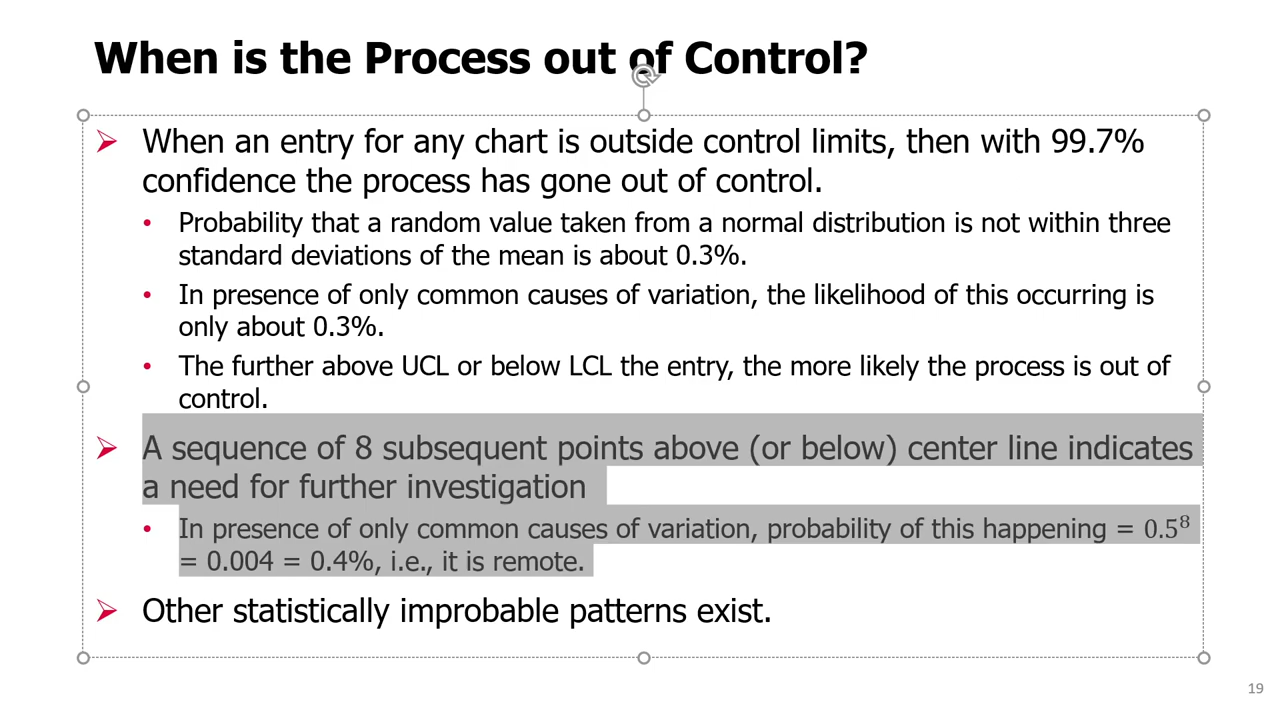 When is the Process out of Control?
➢ When an entry for any chart is outside control limits, then with 99.7%
confidence the process has gone out of control.
• Probability that a random value taken from a normal distribution is not within three
standard deviations of the mean is about 0.3%.
• In presence of only common causes of variation, the likelihood of this occurring is
only about 0.3%.
• The further above UCL or below LCL the entry, the more likely the process is out of
control.
➢ A sequence of 8 subsequent points above (or below) center line indicates
a need for further investigation
• In presence of only common causes of variation, probability of this happening = 0.5⁸
= 0.004 = 0.4%, i.e., it is remote.
➢ Other statistically improbable patterns exist.
19